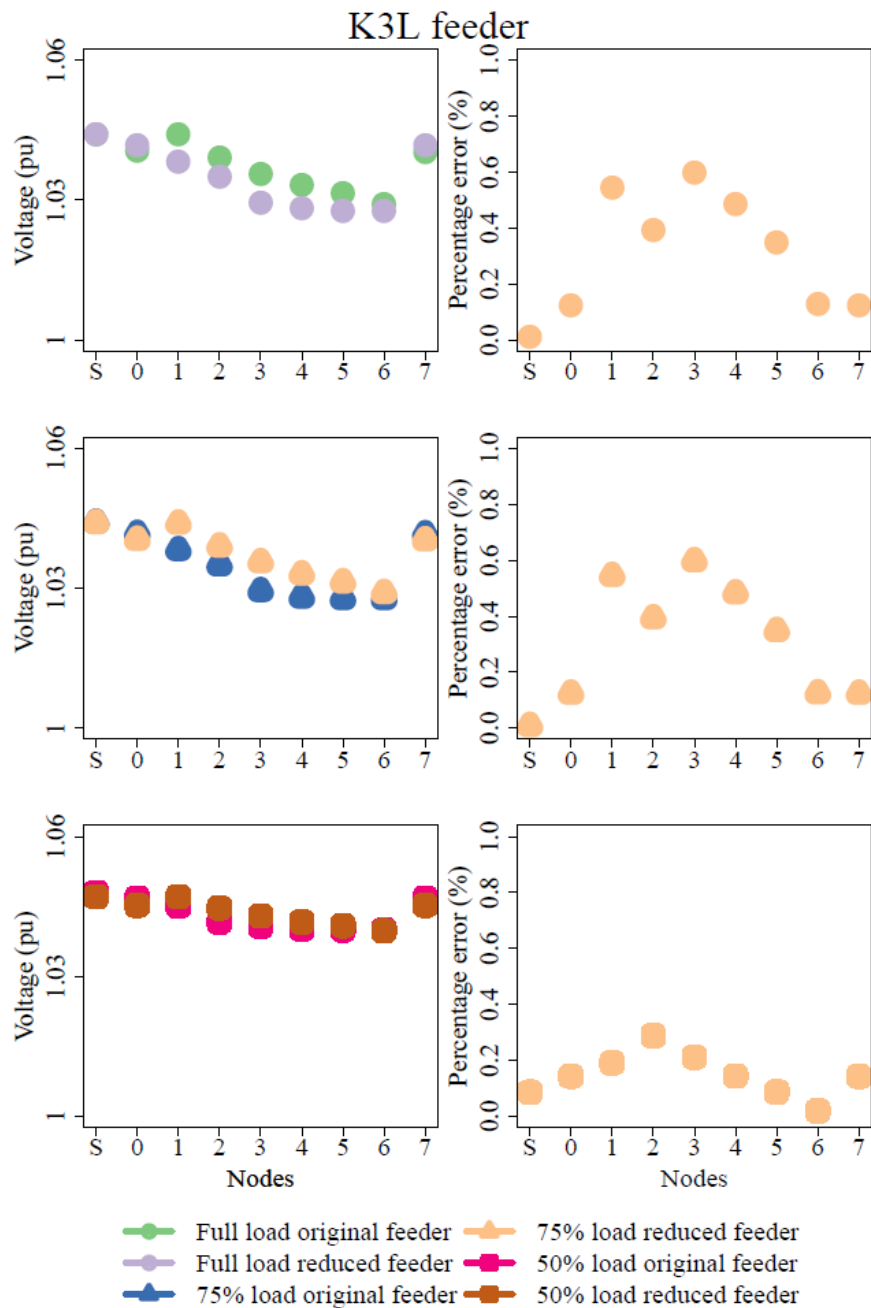 K3L feeder
Voltage (pu)
1.06
1.03
1
S 0 1 2 3 4 5 6 7
Percentage error (%)
1.0
0.8
0.6
0.4
0.2
0.0
S 0 1 2 3 4 5 6 7
Voltage (pu)
1.06
1.03
1
S 0 1 2 3 4 5 6 7
Percentage error (%)
1.0
0.8
0.6
0.4
0.2
0.0
S 0 1 2 3 4 5 6 7
Voltage (pu)
1.06
1.03
1
S 0 1 2 3 4 5 6 7
Nodes
Percentage error (%)
1.0
0.8
0.6
0.4
0.2
0.0
S 0 1 2 3 4 5 6 7
Nodes
Full load original feeder
Full load reduced feeder
75% load original feeder
75% load reduced feeder
50% load original feeder
50% load reduced feeder